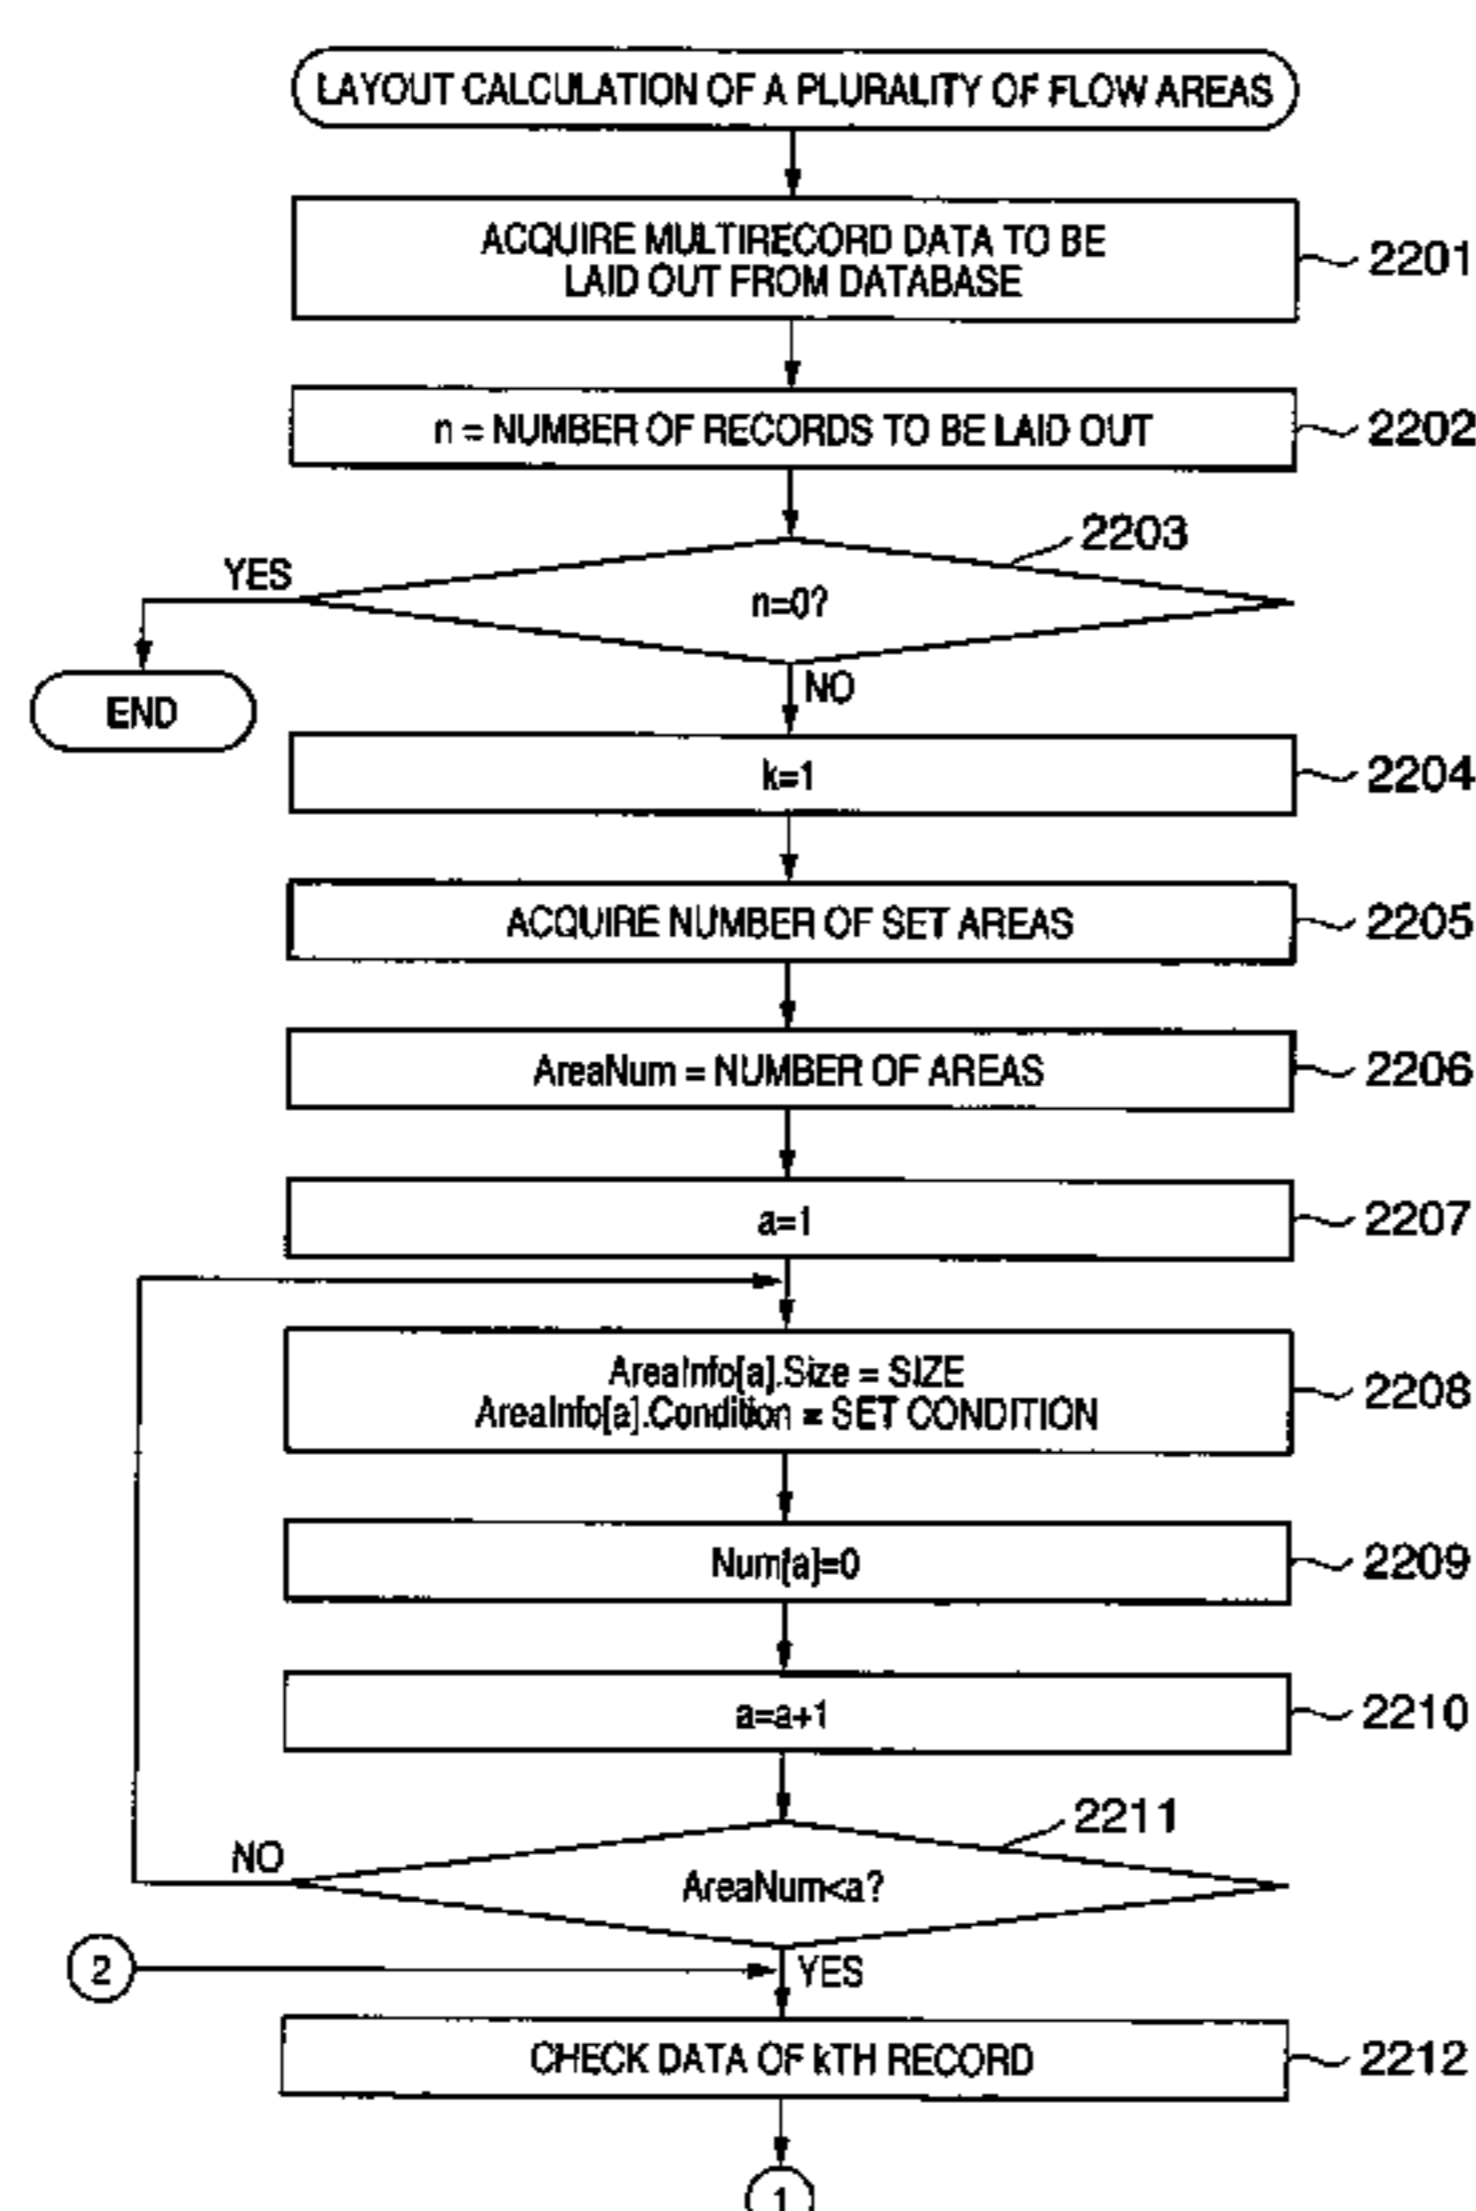 LAYOUT CALCULATION OF A PLURALITY OF FLOW AREAS
ACQUIRE MULTIRECORD DATA TO BE
LAID OUT FROM DATABASE
2201
n = NUMBER OF RECORDS TO BE LAID OUT
2202
2203
YES
n=0?
NO
END
k=1
2204
ACQUIRE NUMBER OF SET AREAS
2205
AreaNum = NUMBER OF AREAS
2206
a=1
2207
AreaInfo[a].Size = SIZE
AreaInfo[a].Condition = SET CONDITION
2208
Num[a]=0
2209
a=a+1
2210
2211
NO
AreaNum<a?
2
YES
CHECK DATA OF kTH RECORD
2212
1